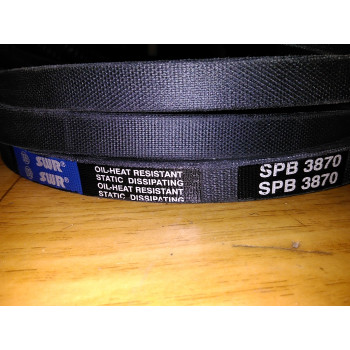 SWR®
SWR®
OIL-HEAT RESISTANT
STATIC DISSIPATING
OIL-HEAT RESISTANT
STATIC DISSIPATING
SPB 3870
SPB 3870